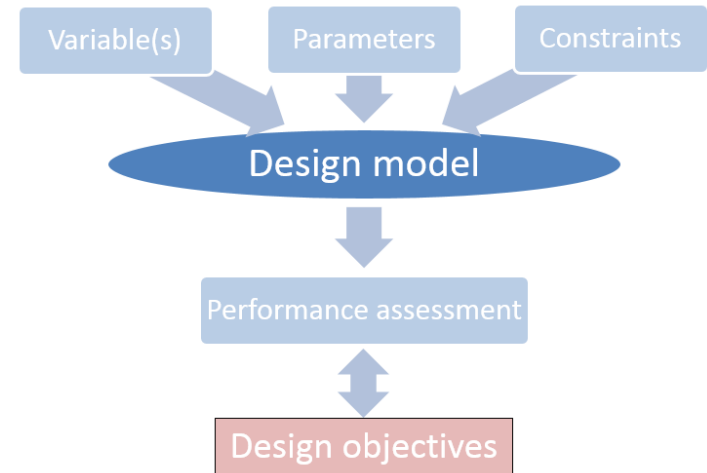 Variable(s)
Parameters
Constraints
Design model
Performance assessment
Design objectives